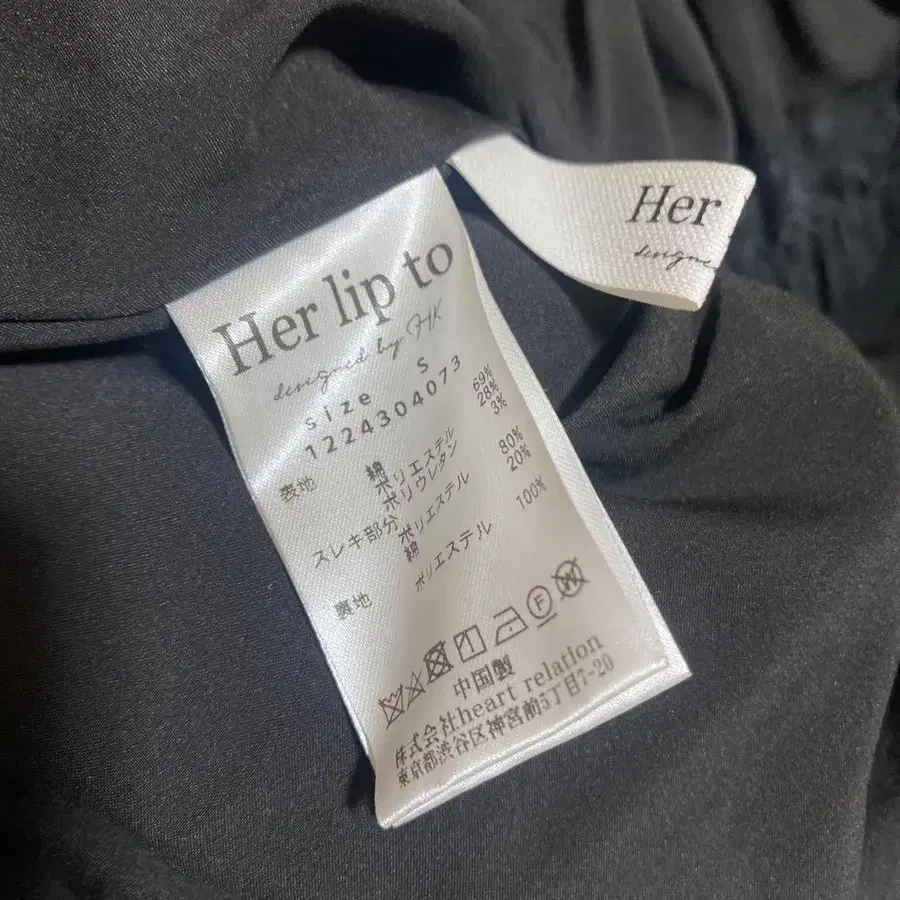 Her lip to
designed by HK
size S
1224304073
表地 綿 69%
ポリエステル 28%
ポリウレタン 3%
スレキ部分 ポリエステル 80%
綿 20%
裏地 ポリエステル 100%
F W
中国製
株式会社heart relation
東京都渋谷区神宮前5丁目7-20
Her
designe